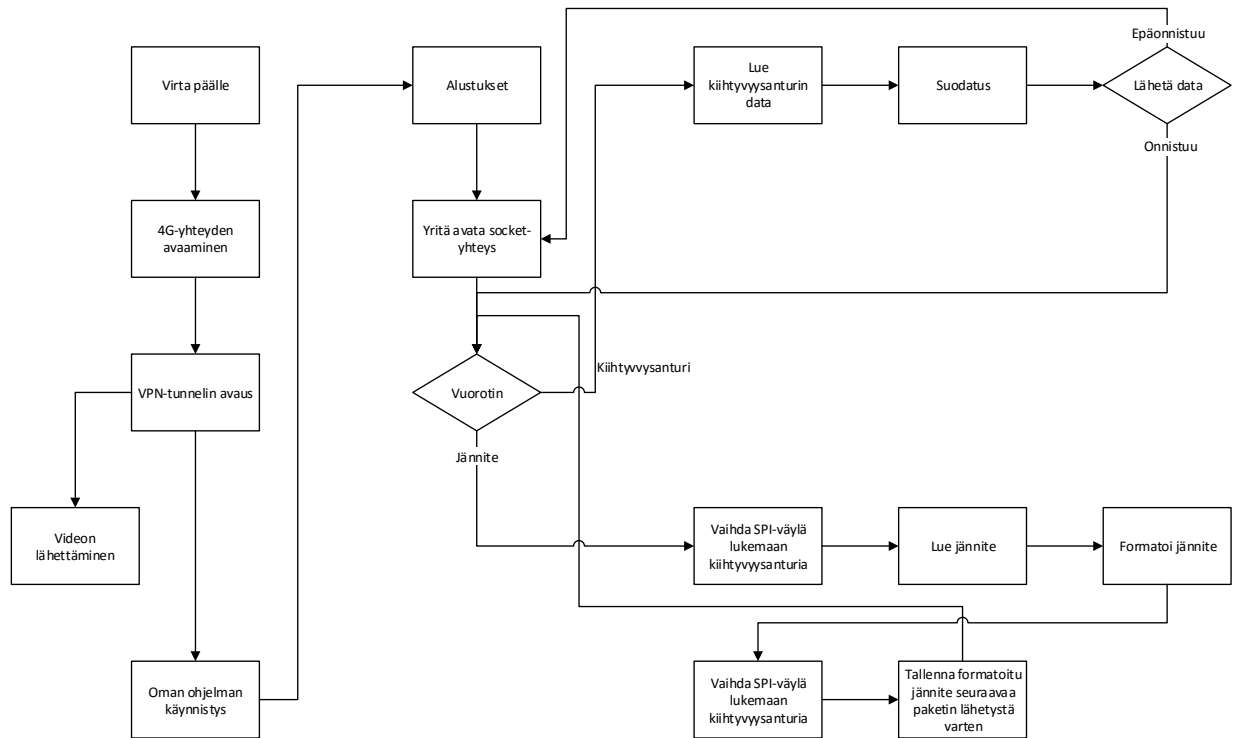 Virta päälle
4G-yhteyden
avaaminen
VPN-tunnelin avaus
Videon
lähettäminen
Oman ohjelman
käynnistys
Alustukset
Yritä avata socket-
yhteys
Vuorotin
Kiihtyvvysanturi
Jännite
Lue
kiihtyvyysanturin
data
Suodatus
Epäonnistuu
Lähetä data
Onnistuu
Vaihda SPI-väylä
lukemaan
kiihtyvyysanturia
Lue jännite
Formatoi jännite
Vaihda SPI-väylä
lukemaan
kiihtyvyysanturia
Tallenna formatoitu
jännite seuraavaa
paketin lähetystä
varten